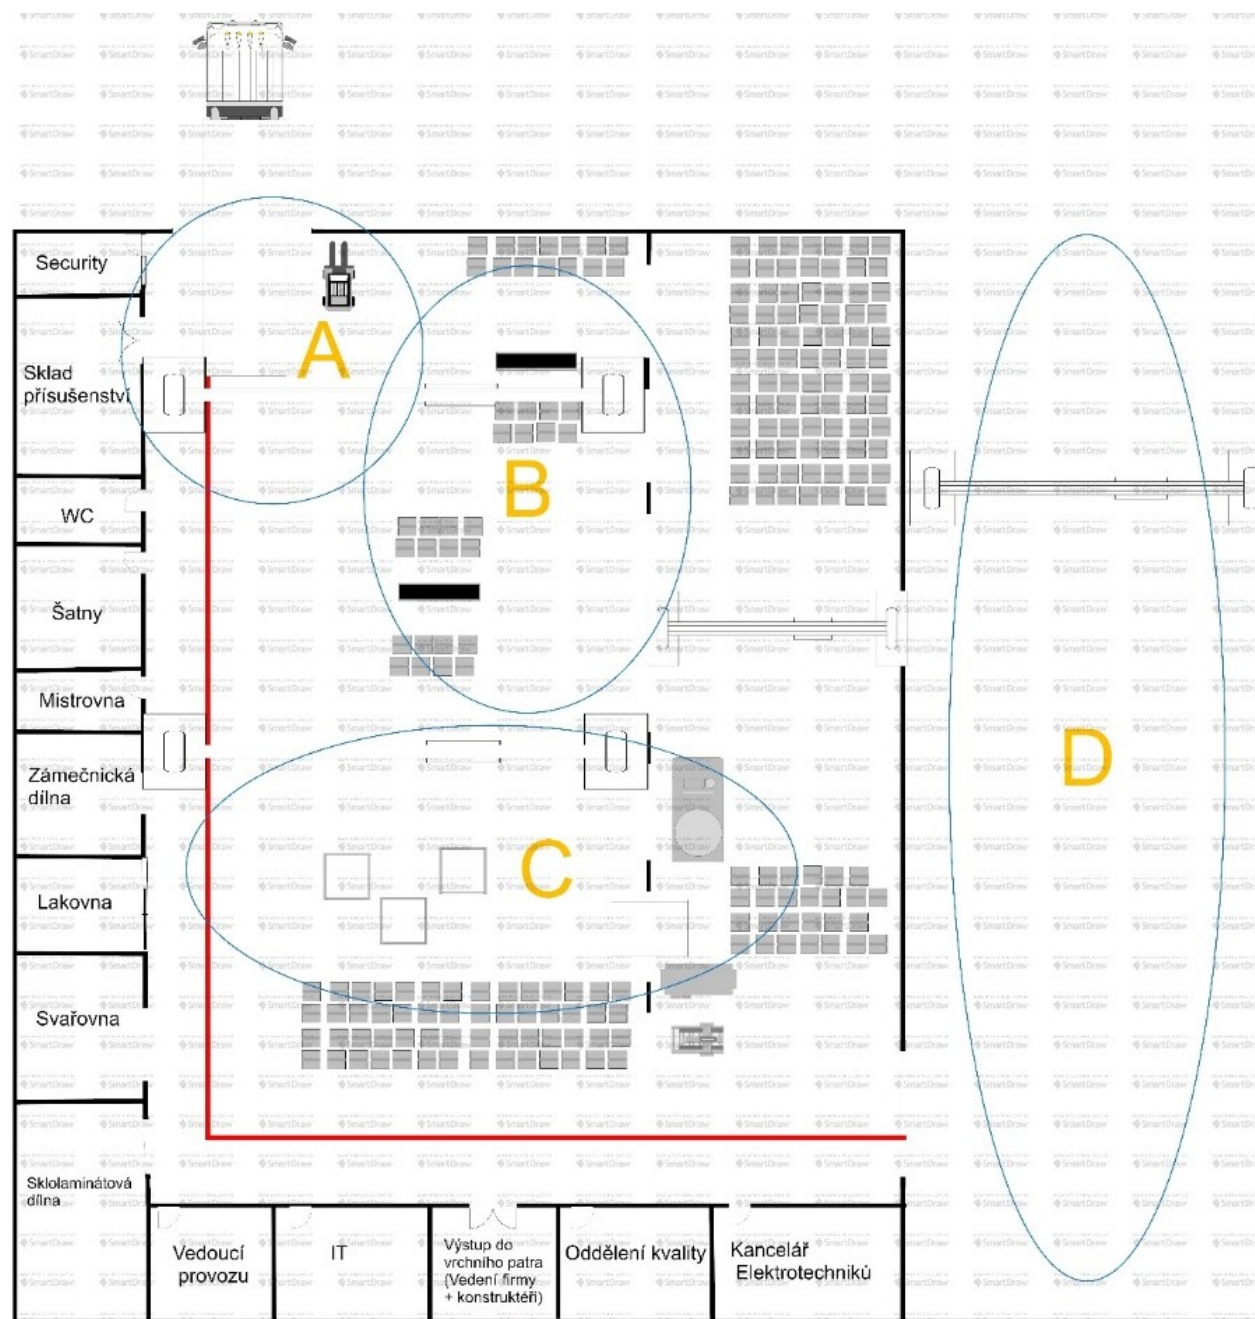 Security
A
Sklad
přísušenství
B
WC
Šatny
Mistrovna
D
Zámečnická
dílna
C
Lakovna
Svařovna
Sklolaminátová
dílna
Vedoucí
provozu
IT
Výstup do
vrchního patra
(Vedení firmy
+ konstruktéři)
Oddělení kvality
Kancelář
Elektrotechniků
SmartDraw